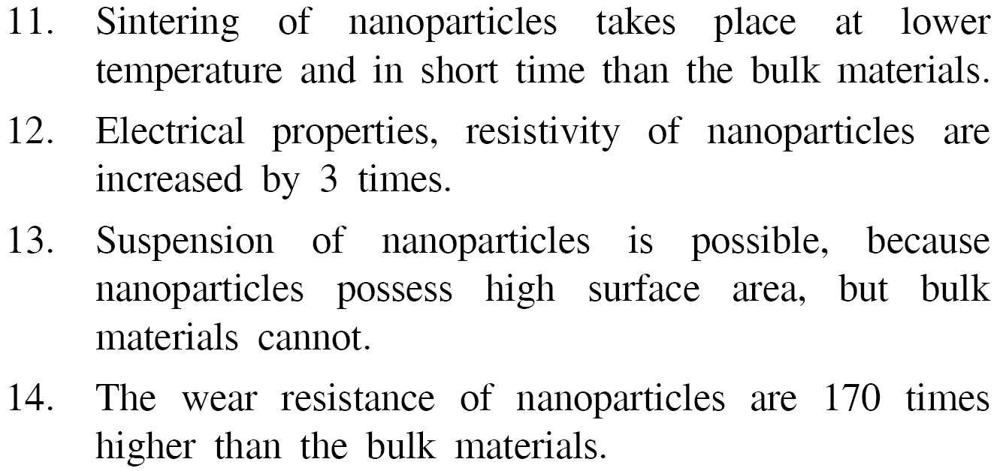 11. Sintering of nanoparticles takes place at lower
temperature and in short time than the bulk materials.
12. Electrical properties, resistivity of nanoparticles are
increased by 3 times.
13. Suspension of nanoparticles is possible, because
nanoparticles possess high surface area, but bulk
materials cannot.
14. The wear resistance of nanoparticles are 170 times
higher than the bulk materials.